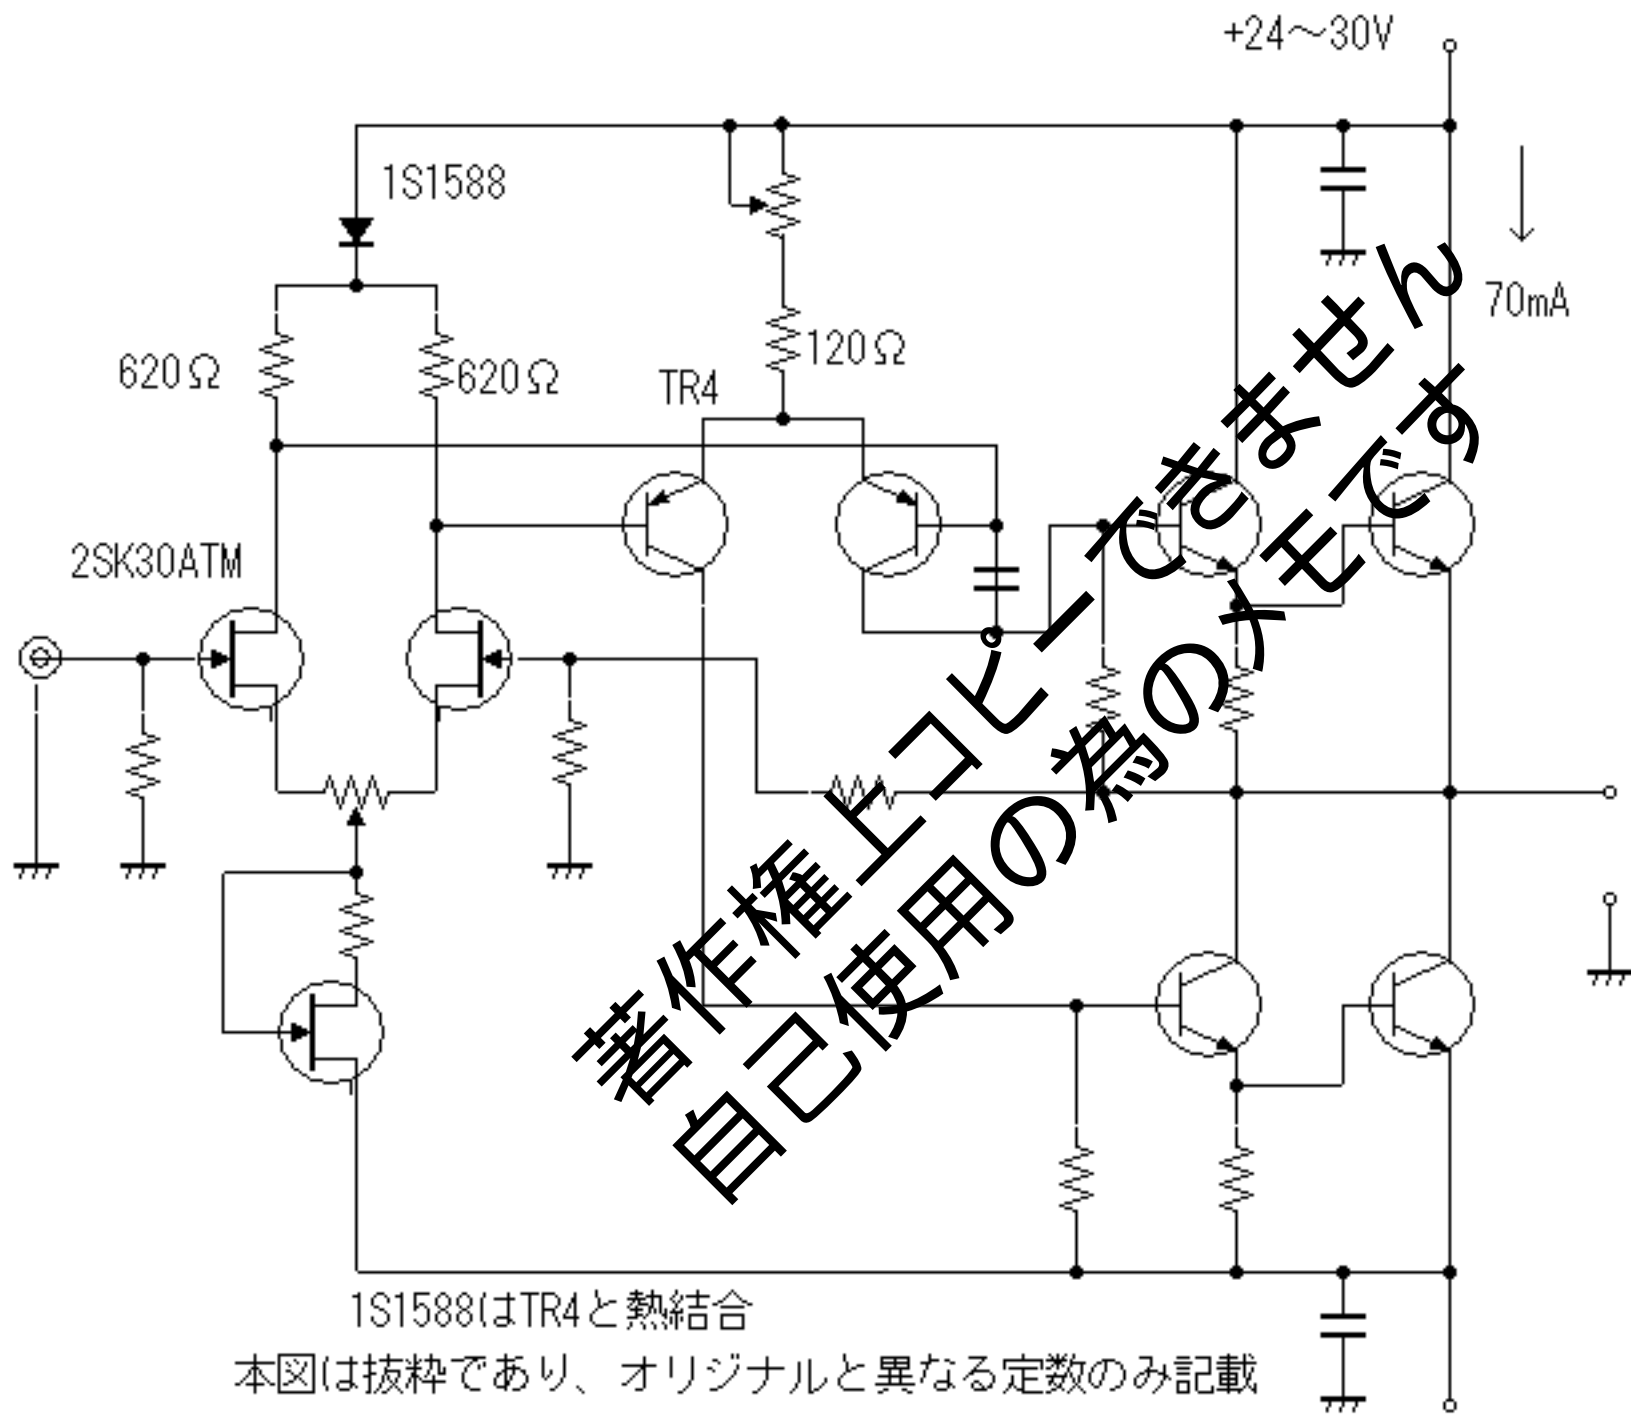 +24～30V
1S1588
70mA
620Ω
620Ω
120Ω
TR4
2SK30ATM
著作権上コピーできません。
自己使用の為のメモです
1S1588はTR4と熱結合
本図は抜粋であり、オリジナルと異なる定数のみ記載